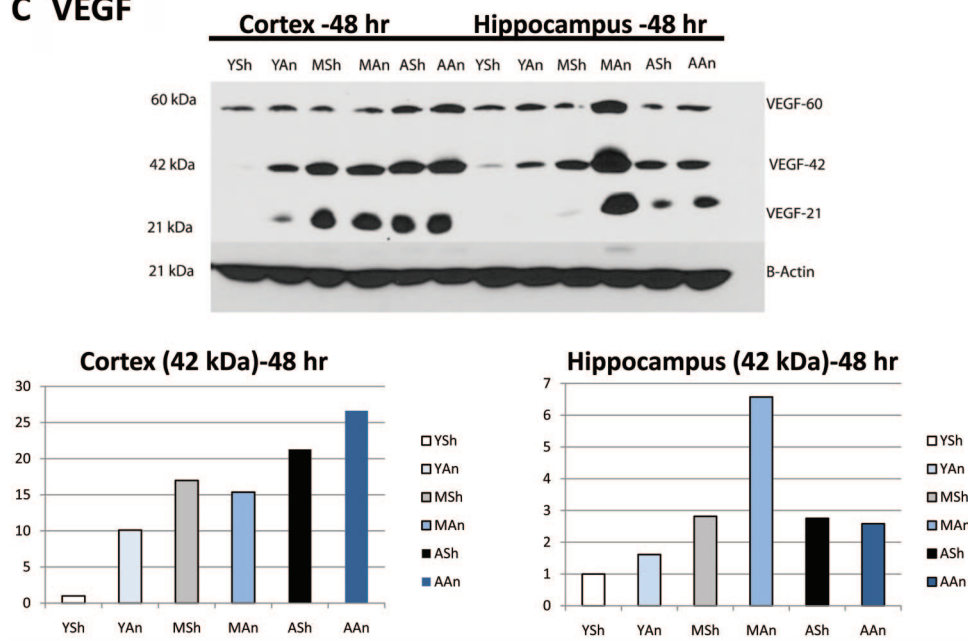 C VEGF
Cortex -48 hr Hippocampus -48 hr
YSh YAn MSh MAn ASh AAn YSh YAn MSh MAn ASh AAn
60 kDa VEGF-60
42 kDa VEGF-42
21 kDa VEGF-21
21 kDa B-Actin
Cortex (42 kDa)-48 hr
30
25
20
15
10
5
0
YSh YAn MSh MAn ASh AAn
YSh
YAn
MSh
MAn
ASh
AAn
Hippocampus (42 kDa)-48 hr
7
6
5
4
3
2
1
0
YSh YAn MSh MAn ASh AAn
YSh
YAn
MSh
MAn
ASh
AAn